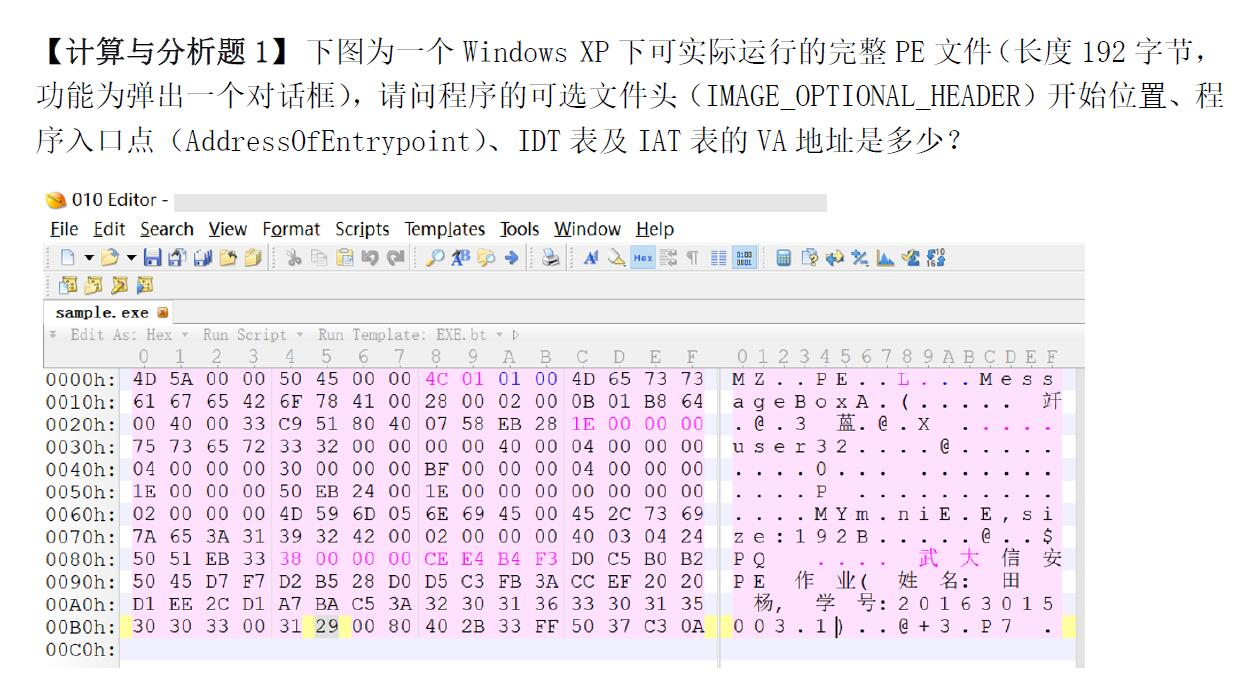 【计算与分析题 1】下图为一个 Windows XP 下可实际运行的完整 PE 文件(长度 192 字节,
功能为弹出一个对话框),请问程序的可选文件头(IMAGE_OPTIONAL_HEADER)开始位置、程
序入口点(AddressOfEntrypoint)、IDT 表及 IAT 表的 VA 地址是多少?
010 Editor -
File Edit Search View Format Scripts Templates Tools Window Help
sample.exe
Edit As: Hex Run Script Run Template: EXE.bt
0 1 2 3 4 5 6 7 8 9 A B C D E F 0 1 2 3 4 5 6 7 8 9 A B C D E F
0000h: 4D 5A 00 00 50 45 00 00 4C 01 01 00 4D 65 73 73 M Z . . P E . . L . . . M e s s
0010h: 61 67 65 42 6F 78 41 00 28 00 02 00 0B 01 B8 64 a g e B o x A . ( . . . . .
0020h: 00 40 00 33 C9 51 80 40 07 58 EB 28 1E 00 00 00 . @ . 3 . @ . X . . . . .
0030h: 75 73 65 72 33 32 00 00 00 00 40 00 04 00 00 00 u s e r 3 2 . . . . @ . . . . .
0040h: 04 00 00 00 30 00 00 00 BF 00 00 00 04 00 00 00 . . . . 0 . . . . . . . . . .
0050h: 1E 00 00 00 50 EB 24 00 1E 00 00 00 00 00 00 00 . . . . P . . . . . . . . . .
0060h: 02 00 00 00 4D 59 6D 05 6E 69 45 00 45 2C 73 69 . . . . M Y m . n i E . E , s i
0070h: 7A 65 3A 31 39 32 42 00 02 00 00 00 40 03 04 24 z e : 1 9 2 B . . . . . @ . . $
0080h: 50 51 EB 33 38 00 00 00 CE E4 B4 F3 D0 C5 B0 B2 P Q . . . . 武 大 信 安
0090h: 50 45 D7 F7 D2 B5 28 D0 D5 C3 FB 3A CC EF 20 20 P E 作 业 ( 姓 名: 田
00A0h: D1 EE 2C D1 A7 BA C5 3A 32 30 31 36 33 30 31 35 杨, 学 号: 2 0 1 6 3 0 1 5
00B0h: 30 30 33 00 31 29 00 80 40 2B 33 FF 50 37 C3 0A 0 0 3 . 1 ) . . @ + 3 . P 7 .
00C0h: